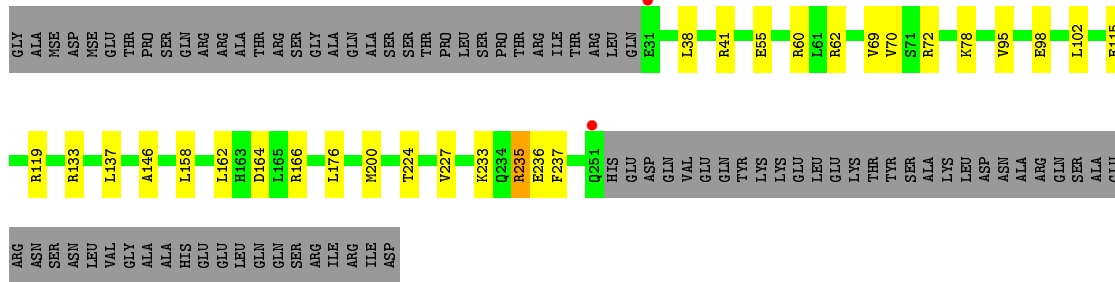 GLY ALA MSE ASP MSE GLU THR PRO SER GLN ARG ARG ALA THR ARG SER GLY ALA GLN ALA SER SER THR PRO LEU SER PRO THR ARG ILE THR ARG LEU GLN E31 L38 R41 E55 R60 L61 R62 V69 V70 S71 R72 K78 V95 E98 L102
R119 R133 L137 A146 L158 L162 H163 D164 L165 R166 L176 M200 T224 V227 K233 Q234 R235 E236 F237 Q251 HIS GLU ASP GLN VAL GLU GLN TYR LYS LYS GLU LEU GLU LYS THR TYR SER ALA LYS LEU ASP ASN ALA ARG GLN SER ALA GLU
ARG ASN SER ASN LEU VAL GLY ALA ALA HIS GLU GLU LEU GLN GLN SER ARG ILE ARG ILE ASP